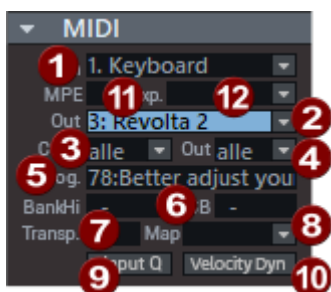 MIDI
1 1. Keyboard
MPE 11 xp. 12
Out 3: Revolta 2 2
C 3 alle Out alle 4
5 og. 78:Better adjust you
BankHi - 6 B -
Transp. 7 Map 8
9 nput Q Velocity Dyn 10